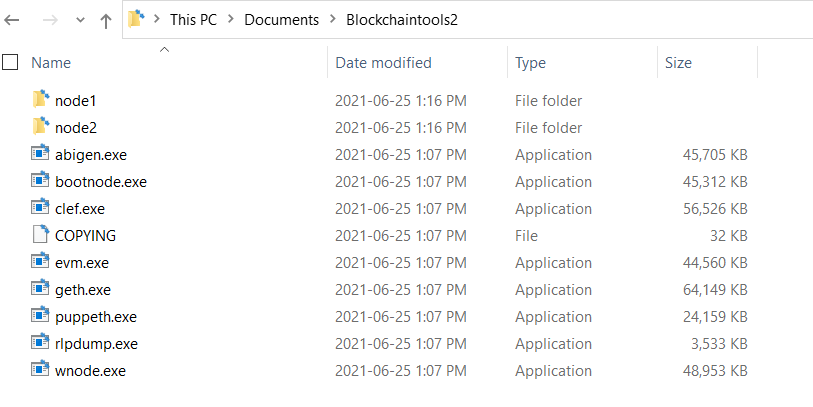 This PC > Documents > Blockchaintools2
Name Date modified Type Size
node1 2021-06-25 1:16 PM File folder
node2 2021-06-25 1:16 PM File folder
abigen.exe 2021-06-25 1:07 PM Application 45,705 KB
bootnode.exe 2021-06-25 1:07 PM Application 45,312 KB
clef.exe 2021-06-25 1:07 PM Application 56,526 KB
COPYING 2021-06-25 1:07 PM File 32 KB
evm.exe 2021-06-25 1:07 PM Application 44,560 KB
geth.exe 2021-06-25 1:07 PM Application 64,149 KB
puppeth.exe 2021-06-25 1:07 PM Application 24,159 KB
rlpdump.exe 2021-06-25 1:07 PM Application 3,533 KB
wnode.exe 2021-06-25 1:07 PM Application 48,953 KB